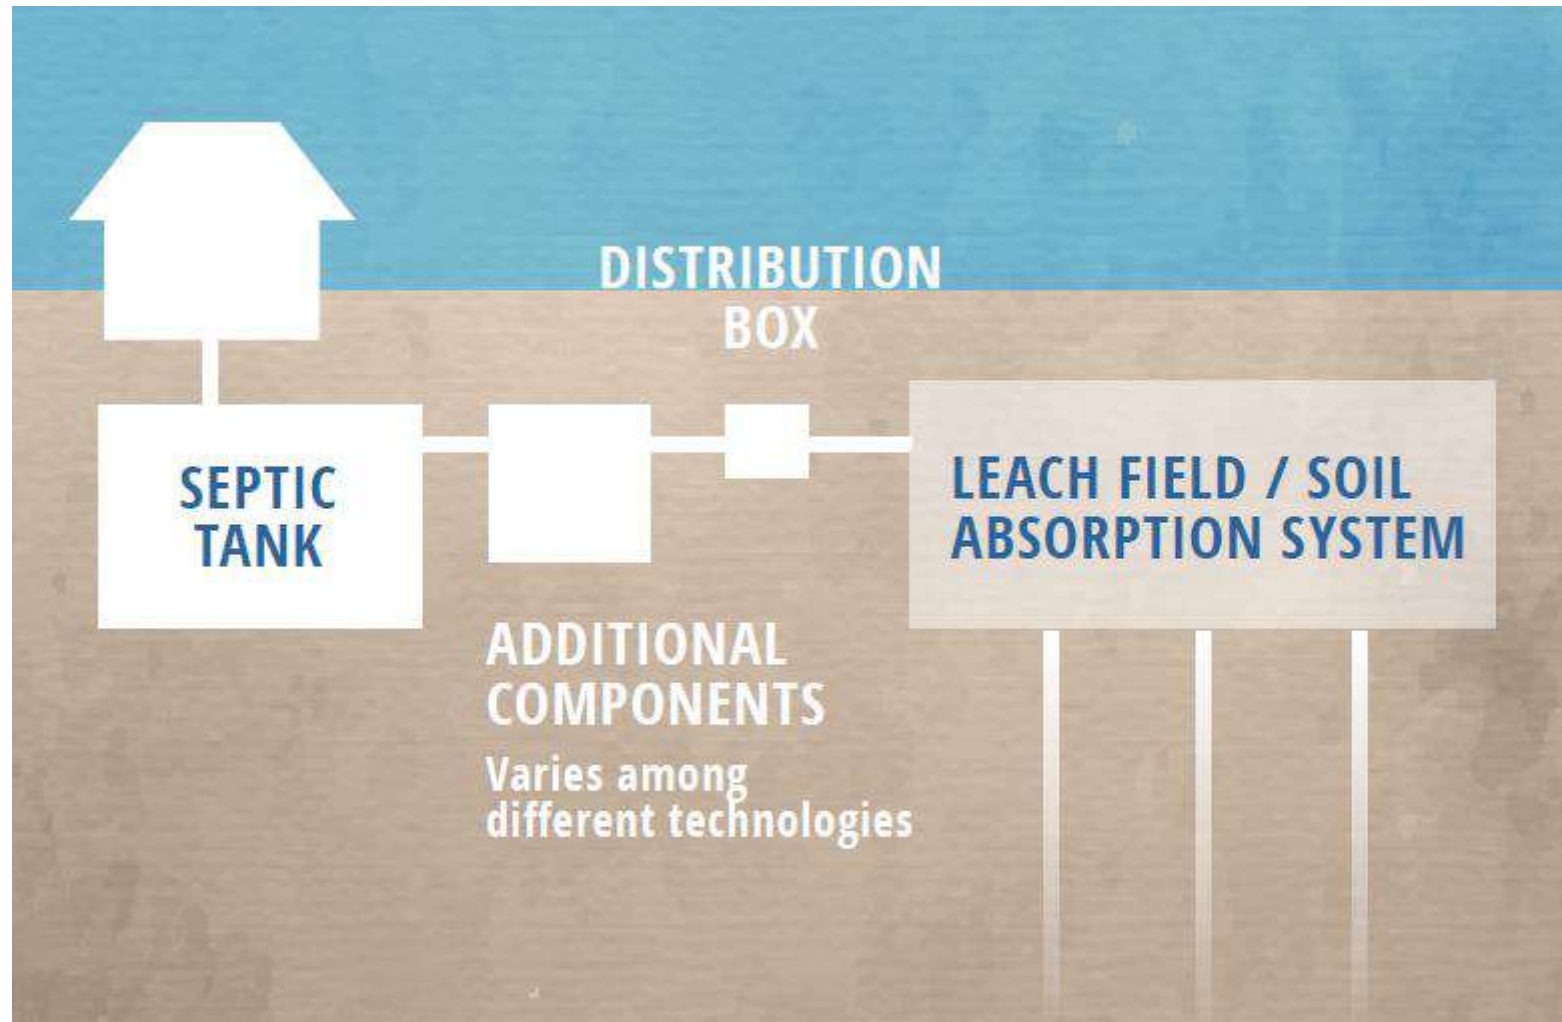 DISTRIBUTION
BOX
SEPTIC
TANK
LEACH FIELD / SOIL
ABSORPTION SYSTEM
ADDITIONAL
COMPONENTS
Varies among
different technologies